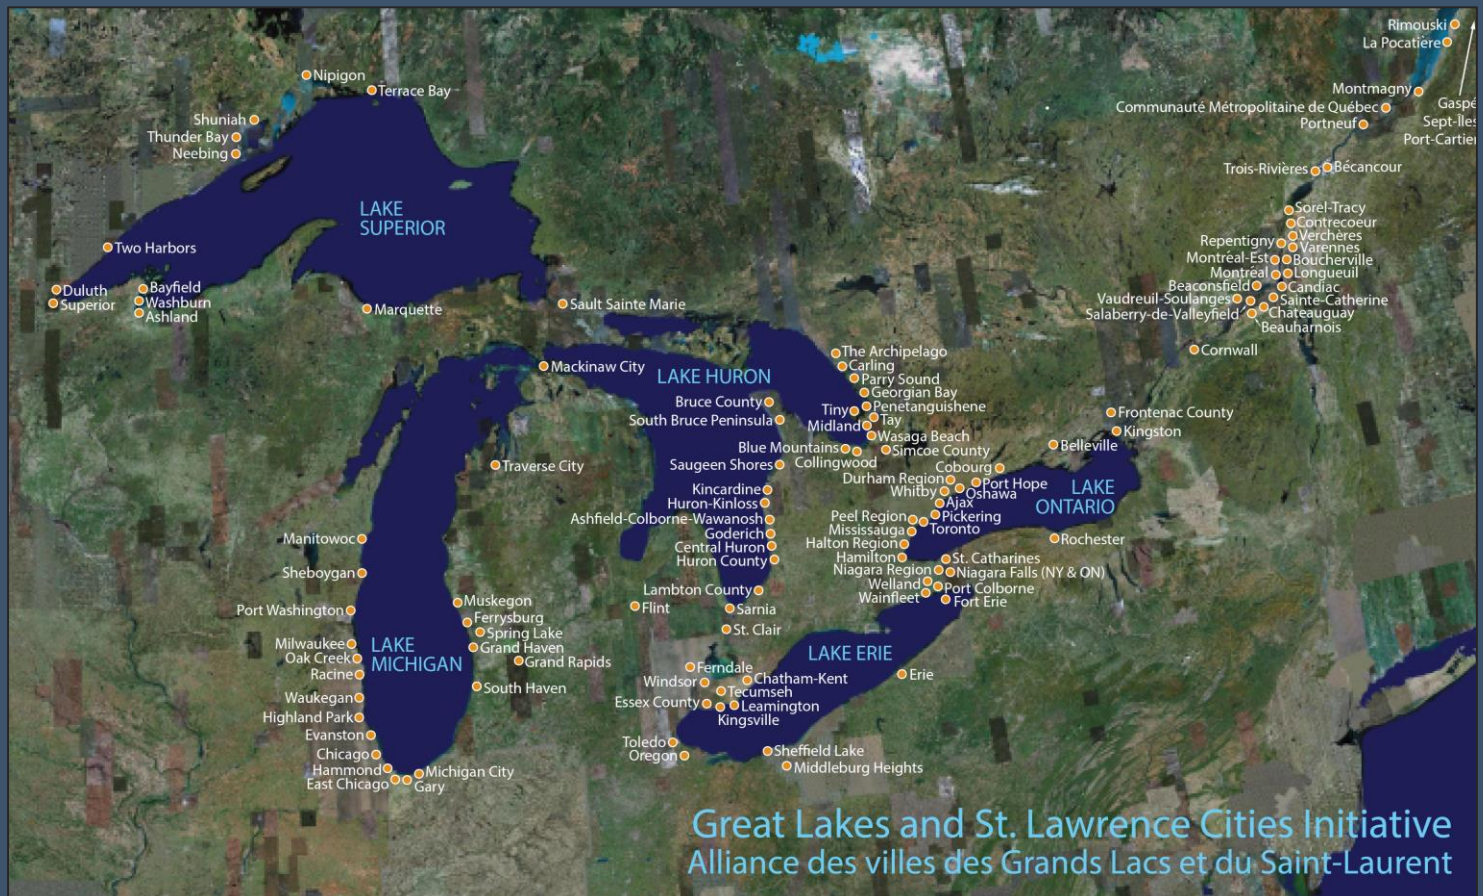 Rimouski
La Pocatière
Nipigon
Terrace Bay
Montmagny
Communauté Métropolitaine de Québec
Gaspé
Shuniah
Sept-Îles
Portneuf
Thunder Bay
Port-Cartier
Neebing
Trois-Rivières
Bécancour
LAKE
SUPERIOR
Sorel-Tracy
Contrecoeur
Verchères
Repentigny
Varennes
Two Harbors
Montréal-Est
Boucherville
Montréal
Longueuil
Beaconsfield
Candiac
Duluth
Bayfield
Vaudreuil-Soulanges
Sainte-Catherine
Superior
Washburn
Sault Sainte Marie
Marquette
Salaberry-de-Valleyfield
Chateauguay
Ashland
Beauharnois
Cornwall
The Archipelago
Mackinaw City
Carling
LAKE HURON
Parry Sound
Georgian Bay
Bruce County
Penetanguishene
Tiny
Frontenac County
South Bruce Peninsula
Tay
Midland
Kingston
Wasaga Beach
Belleville
Blue Mountains
Simcoe County
Collingwood
Traverse City
Saugeen Shores
Cobourg
Durham Region
Port Hope
LAKE
ONTARIO
Kincardine
Whitby
Oshawa
Huron-Kinloss
Ajax
Ashfield-Colborne-Wawanosh
Peel Region
Pickering
Goderich
Mississauga
Toronto
Manitowoc
Central Huron
Halton Region
Rochester
Huron County
Hamilton
St. Catharines
Sheboygan
Niagara Region
Niagara Falls (NY & ON)
Lambton County
Welland
Port Colborne
Wainfleet
Fort Erie
Port Washington
Muskegon
Flint
Sarnia
Ferrysburg
St. Clair
Spring Lake
Milwaukee
LAKE
MICHIGAN
Grand Haven
LAKE ERIE
Oak Creek
Grand Rapids
Racine
Ferndale
Erie
Windsor
Chatham-Kent
South Haven
Tecumseh
Waukegan
Essex County
Leamington
Highland Park
Kingsville
Evanston
Toledo
Chicago
Oregon
Sheffield Lake
Hammond
Michigan City
Middleburg Heights
East Chicago
Gary
Great Lakes and St. Lawrence Cities Initiative
Alliance des villes des Grands Lacs et du Saint-Laurent